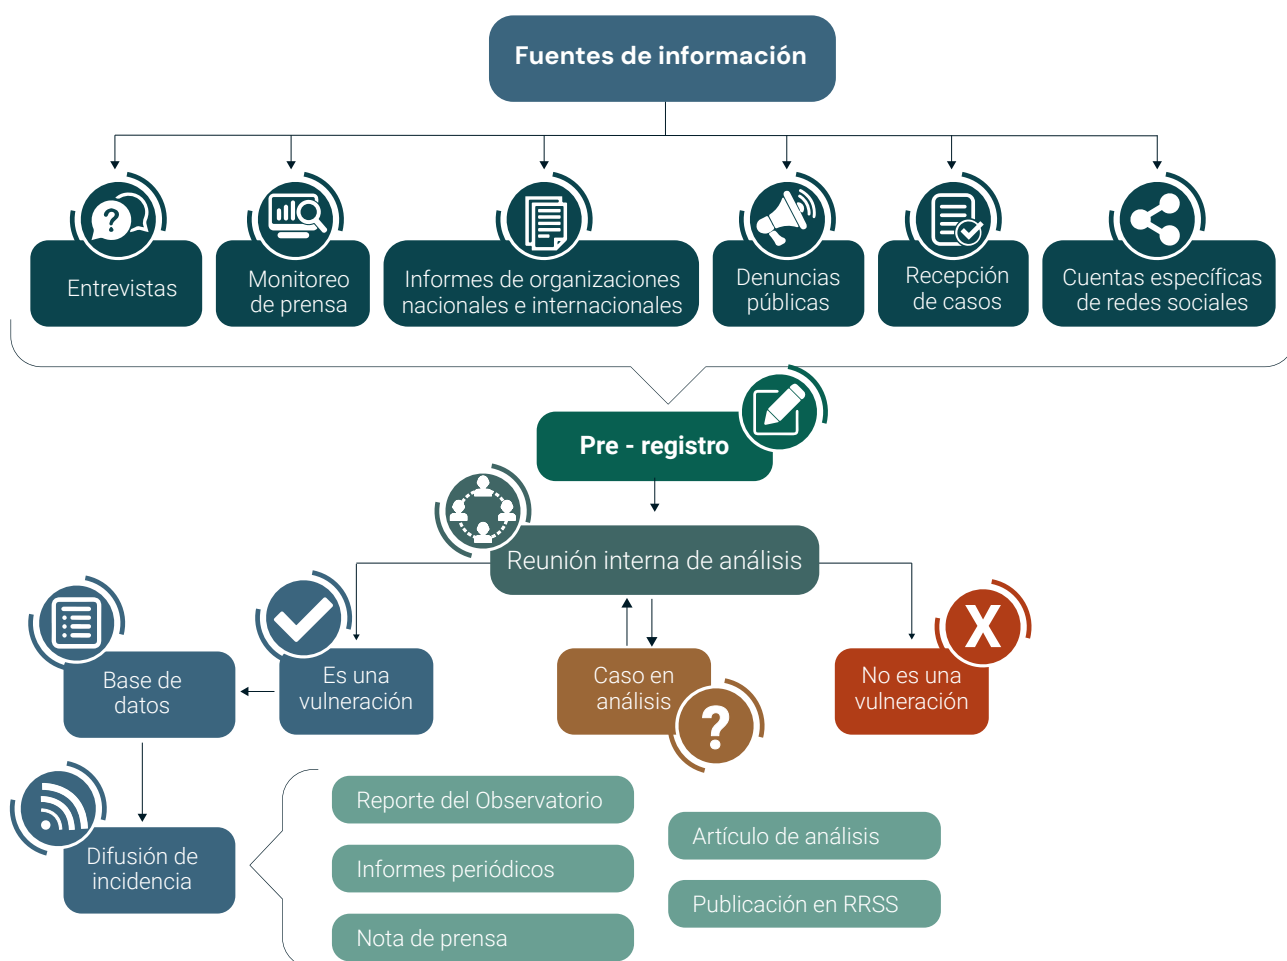 Fuentes de información
?
Entrevistas
Monitoreo
de prensa
Informes de organizaciones
nacionales e internacionales
Denuncias
públicas
Recepción
de casos
Cuentas específicas
de redes sociales
Pre - registro
Reunión interna de análisis
Base de
datos
Es una
vulneración
Caso en
análisis
?
No es una
vulneración
X
Difusión de
incidencia
Reporte del Observatorio
Informes periódicos
Nota de prensa
Artículo de análisis
Publicación en RRSS